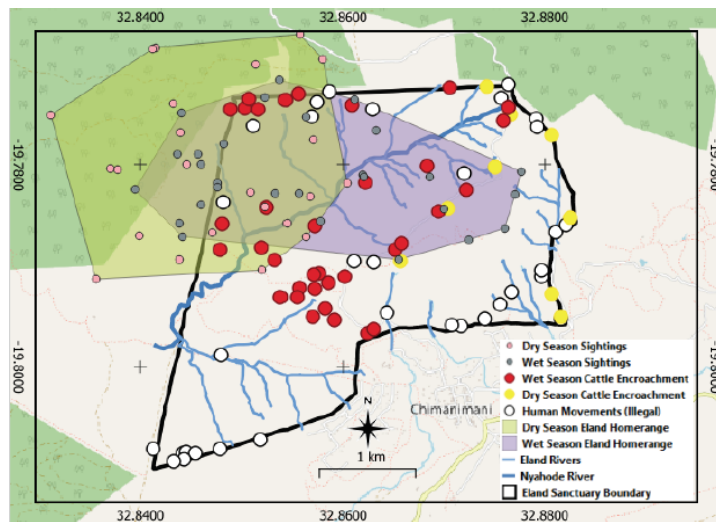 32.8400 32.8600 32.8800
-19.7800 -19.7800
-19.8000 -19.8000
Dry Season Sightings
Wet Season Sightings
Wet Season Cattle Encroachment
Dry Season Cattle Encroachment
Human Movements (Illegal)
Dry Season Eland Homerange
Wet Season Eland Homerange
Eland Rivers
Nyahode River
Eland Sanctuary Boundary
Chimanimani
N
1 km
32.8400 32.8600 32.8800